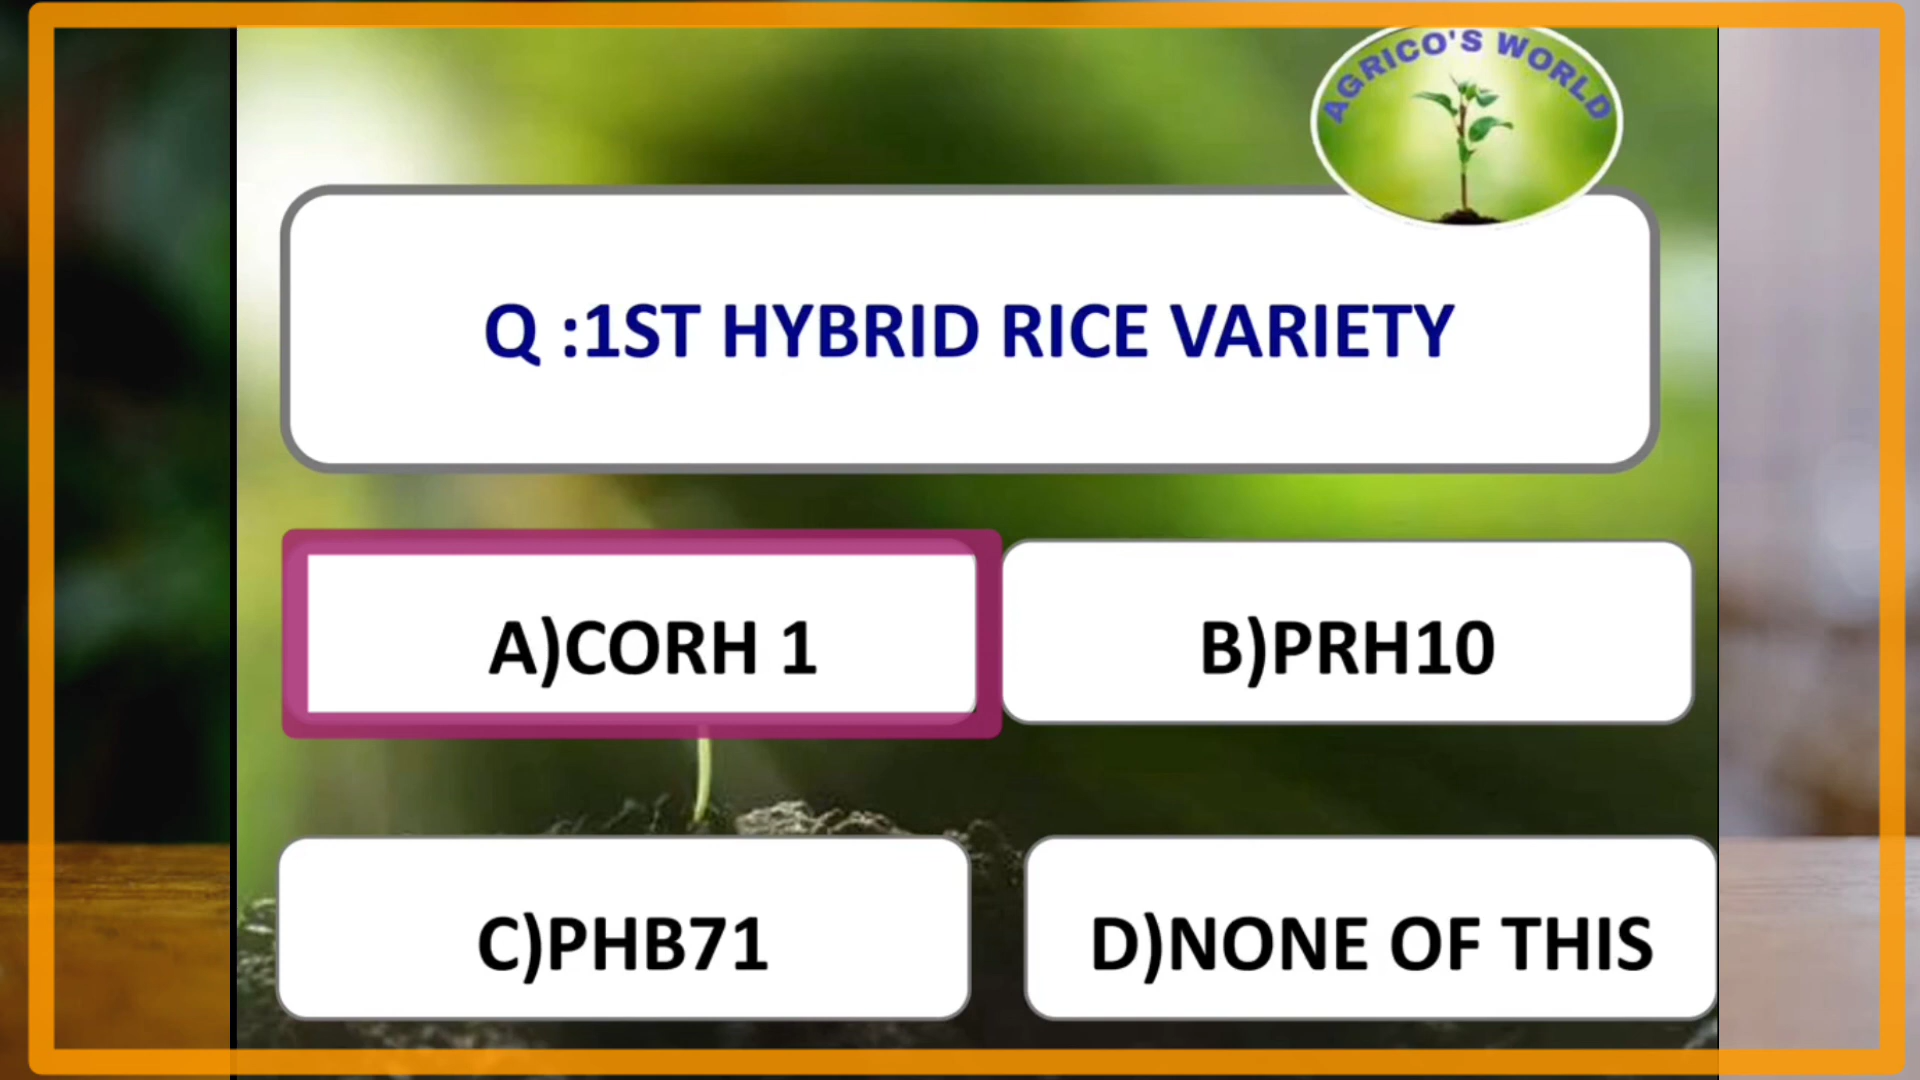 AGRICO'S WORLD
Q :1ST HYBRID RICE VARIETY
A)CORH 1
B)PRH10
C)PHB71
D)NONE OF THIS